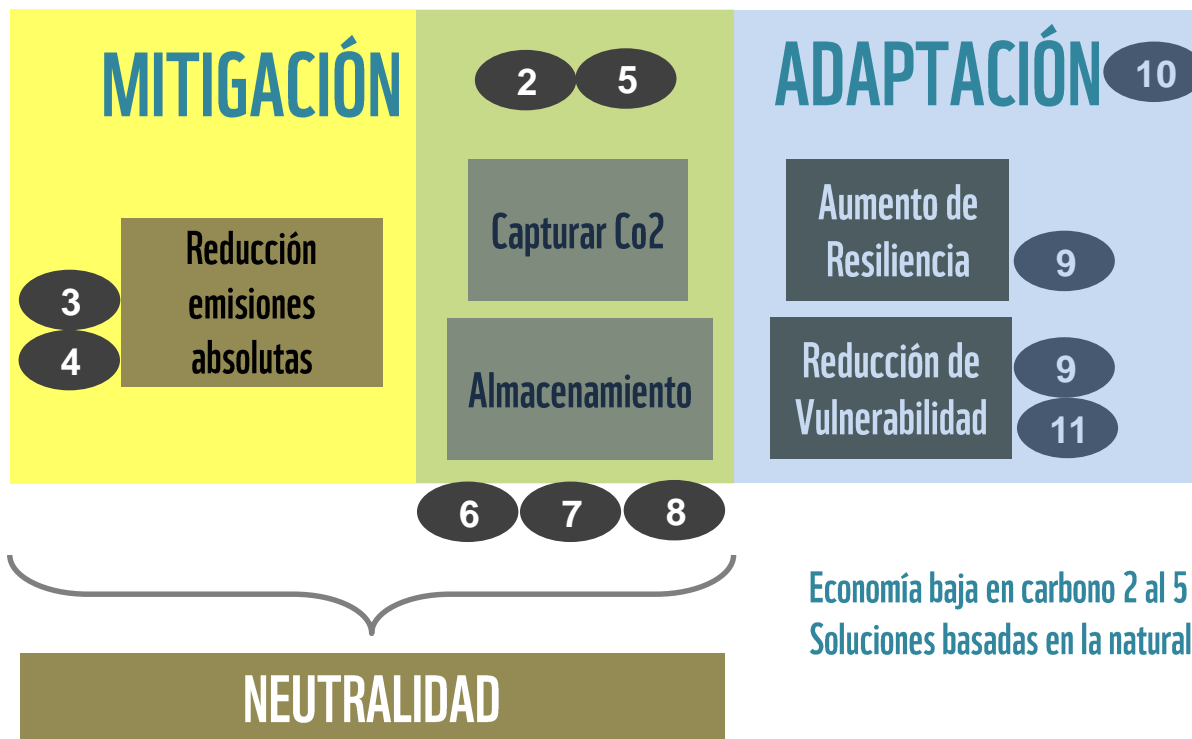 MITIGACIÓN
2
5
ADAPTACIÓN
10
Reducción
emisiones
absolutas
3
4
Capturar Co2
Almacenamiento
Aumento de
Resiliencia
9
Reducción de
Vulnerabilidad
9
11
6
7
8
Economía baja en carbono 2 al 5
Soluciones basadas en la natural
NEUTRALIDAD